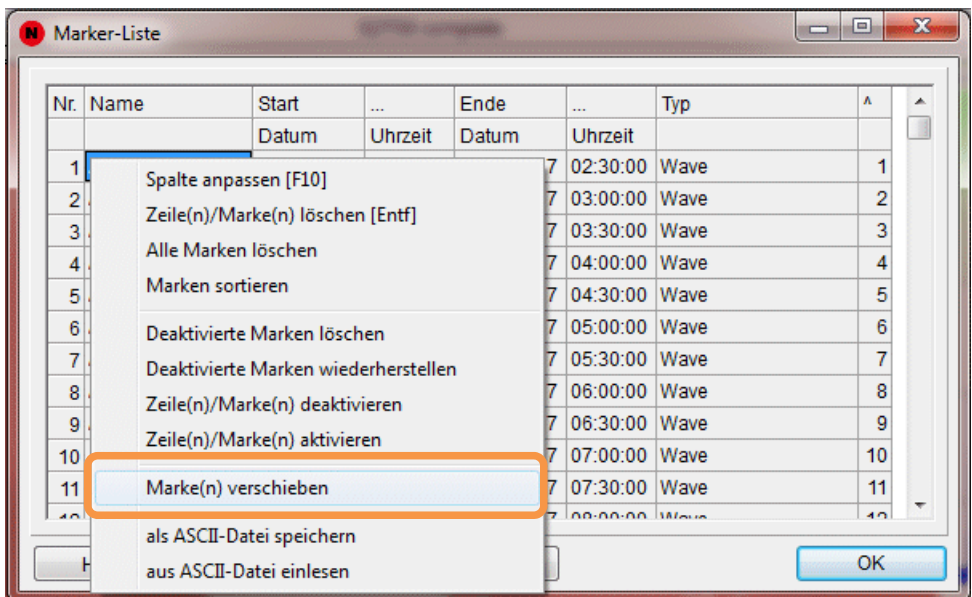 Marker-Liste
Nr. Name Start ... Ende ... Typ ^
Datum Uhrzeit Datum Uhrzeit
1 7 02:30:00 Wave 1
2 7 03:00:00 Wave 2
3 7 03:30:00 Wave 3
4 7 04:00:00 Wave 4
5 7 04:30:00 Wave 5
6 7 05:00:00 Wave 6
7 7 05:30:00 Wave 7
8 7 06:00:00 Wave 8
9 7 06:30:00 Wave 9
10 7 07:00:00 Wave 10
11 7 07:30:00 Wave 11
Spalte anpassen [F10]
Zeile(n)/Marke(n) löschen [Entf]
Alle Marken löschen
Marken sortieren
Deaktivierte Marken löschen
Deaktivierte Marken wiederherstellen
Zeile(n)/Marke(n) deaktivieren
Zeile(n)/Marke(n) aktivieren
Marke(n) verschieben
als ASCII-Datei speichern
aus ASCII-Datei einlesen
OK